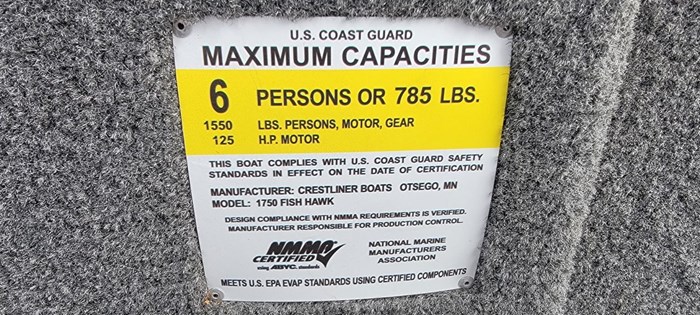 U.S. COAST GUARD
MAXIMUM CAPACITIES
6 PERSONS OR 785 LBS.
1550 LBS. PERSONS, MOTOR, GEAR
125 H.P. MOTOR
THIS BOAT COMPLIES WITH U.S. COAST GUARD SAFETY
STANDARDS IN EFFECT ON THE DATE OF CERTIFICATION
MANUFACTURER: CRESTLINER BOATS OTSEGO, MN
MODEL: 1750 FISH HAWK
DESIGN COMPLIANCE WITH NMMA REQUIREMENTS IS VERIFIED.
MANUFACTURER RESPONSIBLE FOR PRODUCTION CONTROL.
NMMA
CERTIFIED
using ABYC. standards
NATIONAL MARINE
MANUFACTURERS
ASSOCIATION
MEETS U.S. EPA EVAP STANDARDS USING CERTIFIED COMPONENTS